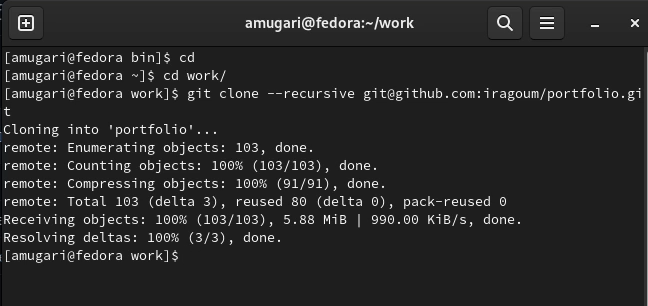 amugari@fedora:~/work
[amugari@fedora bin]$ cd
[amugari@fedora ~]$ cd work/
[amugari@fedora work]$ git clone --recursive git@github.com:iragoum/portfolio.gi
t
Cloning into 'portfolio'...
remote: Enumerating objects: 103, done.
remote: Counting objects: 100% (103/103), done.
remote: Compressing objects: 100% (91/91), done.
remote: Total 103 (delta 3), reused 80 (delta 0), pack-reused 0
Receiving objects: 100% (103/103), 5.88 MiB | 990.00 KiB/s, done.
Resolving deltas: 100% (3/3), done.
[amugari@fedora work]$